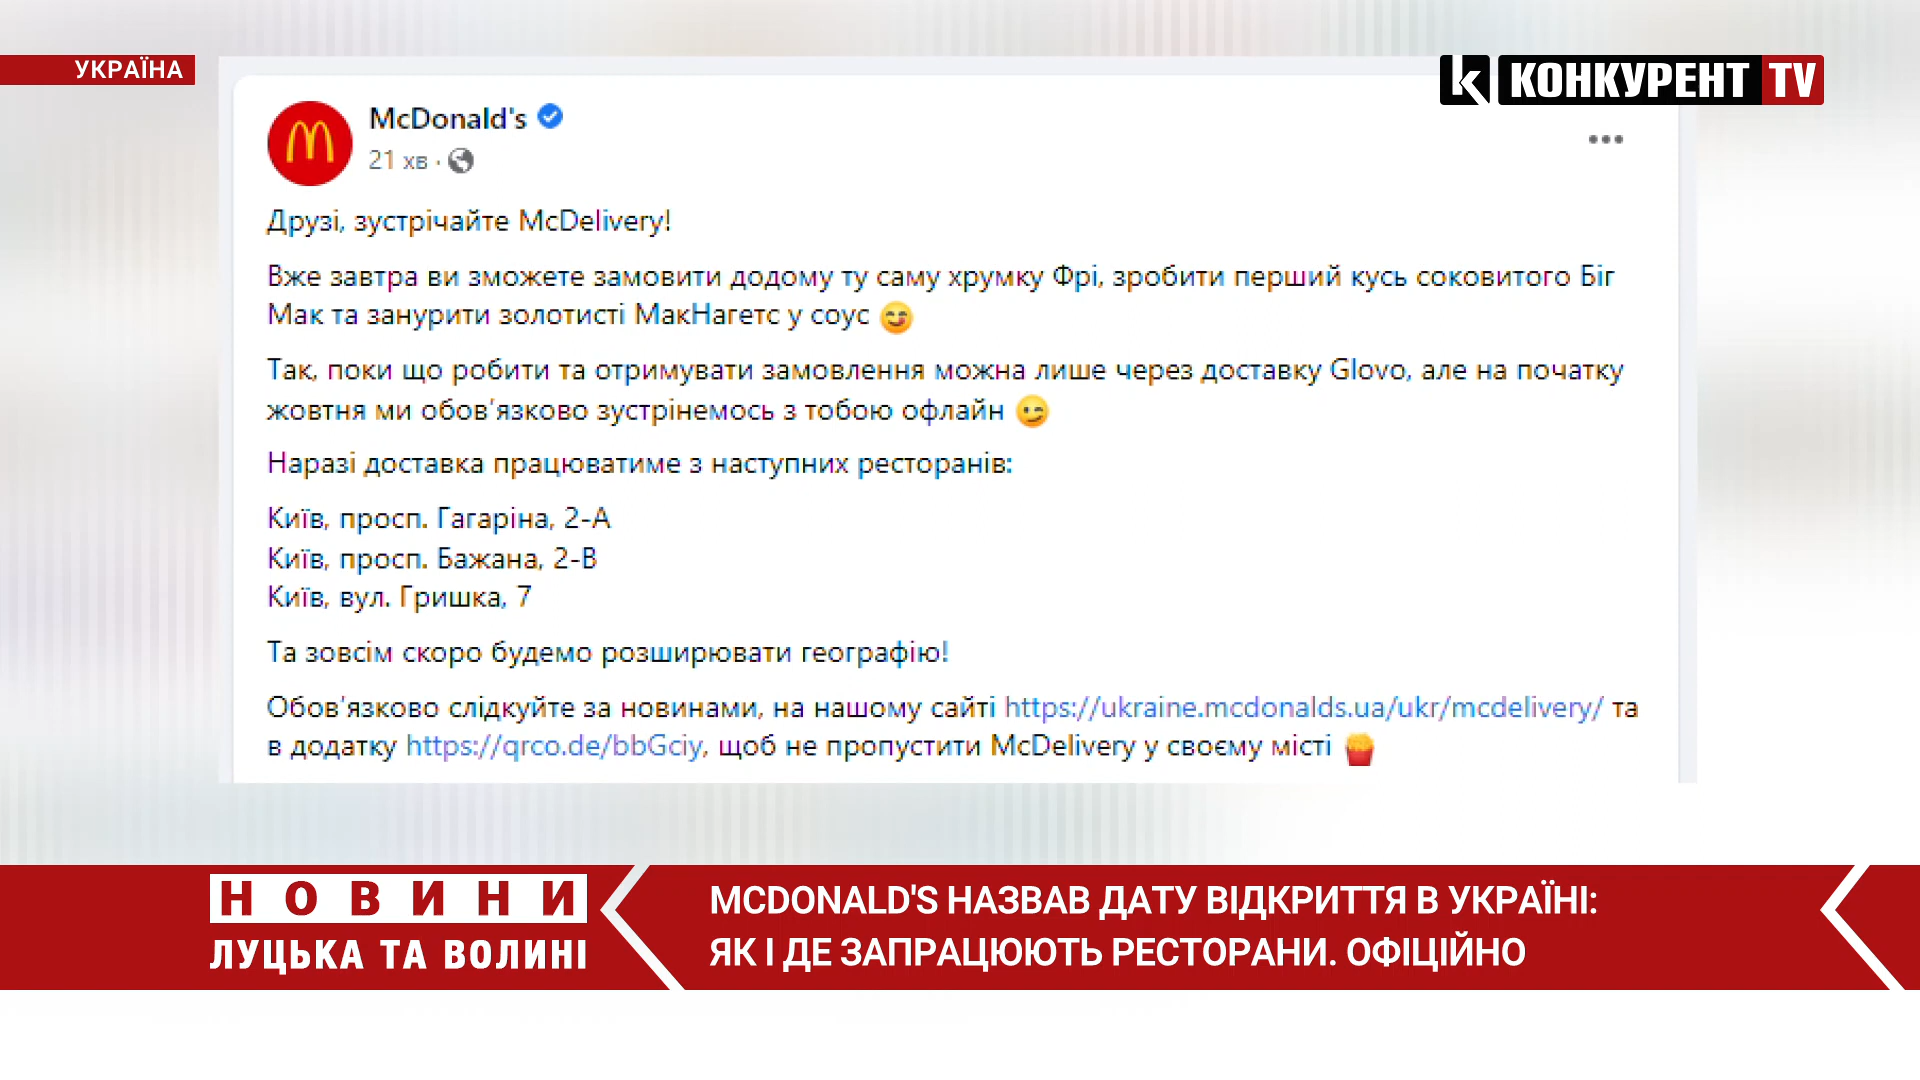 УКРАЇНА
КОНКУРЕНТ TV
McDonald's
21 хв ·
Друзі, зустрічайте McDelivery!
Вже завтра ви зможете замовити додому ту саму хрумку Фрі, зробити перший кусь соковитого Біг
Мак та занурити золотисті МакНагетс у соус 😋
Так, поки що робити та отримувати замовлення можна лише через доставку Glovo, але на початку
жовтня ми обов'язково зустрінемось з тобою офлайн 😉
Наразі доставка працюватиме з наступних ресторанів:
Київ, просп. Гагаріна, 2-А
Київ, просп. Бажана, 2-В
Київ, вул. Гришка, 7
Та зовсім скоро будемо розширювати географію!
Обов'язково слідкуйте за новинами, на нашому сайті https://ukraine.mcdonalds.ua/ukr/mcdelivery/ та
в додатку https://qrco.de/bbGciy, щоб не пропустити McDelivery у своєму місті 🍟
НОВИНИ
ЛУЦЬКА ТА ВОЛИНІ
MCDONALD'S НАЗВАВ ДАТУ ВІДКРИТТЯ В УКРАЇНІ:
ЯК І ДЕ ЗАПРАЦЮЮТЬ РЕСТОРАНИ. ОФІЦІЙНО